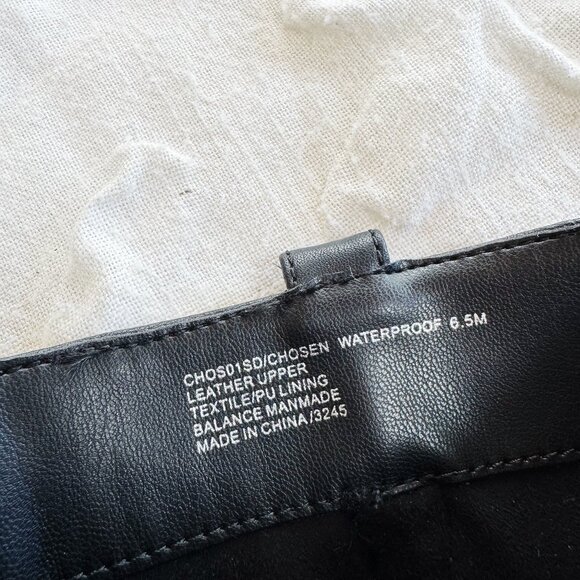 CHOS01SD/CHOSEN WATERPROOF 6.5M
LEATHER UPPER
TEXTILE/PU LINING
BALANCE MANMADE
MADE IN CHINA/3245